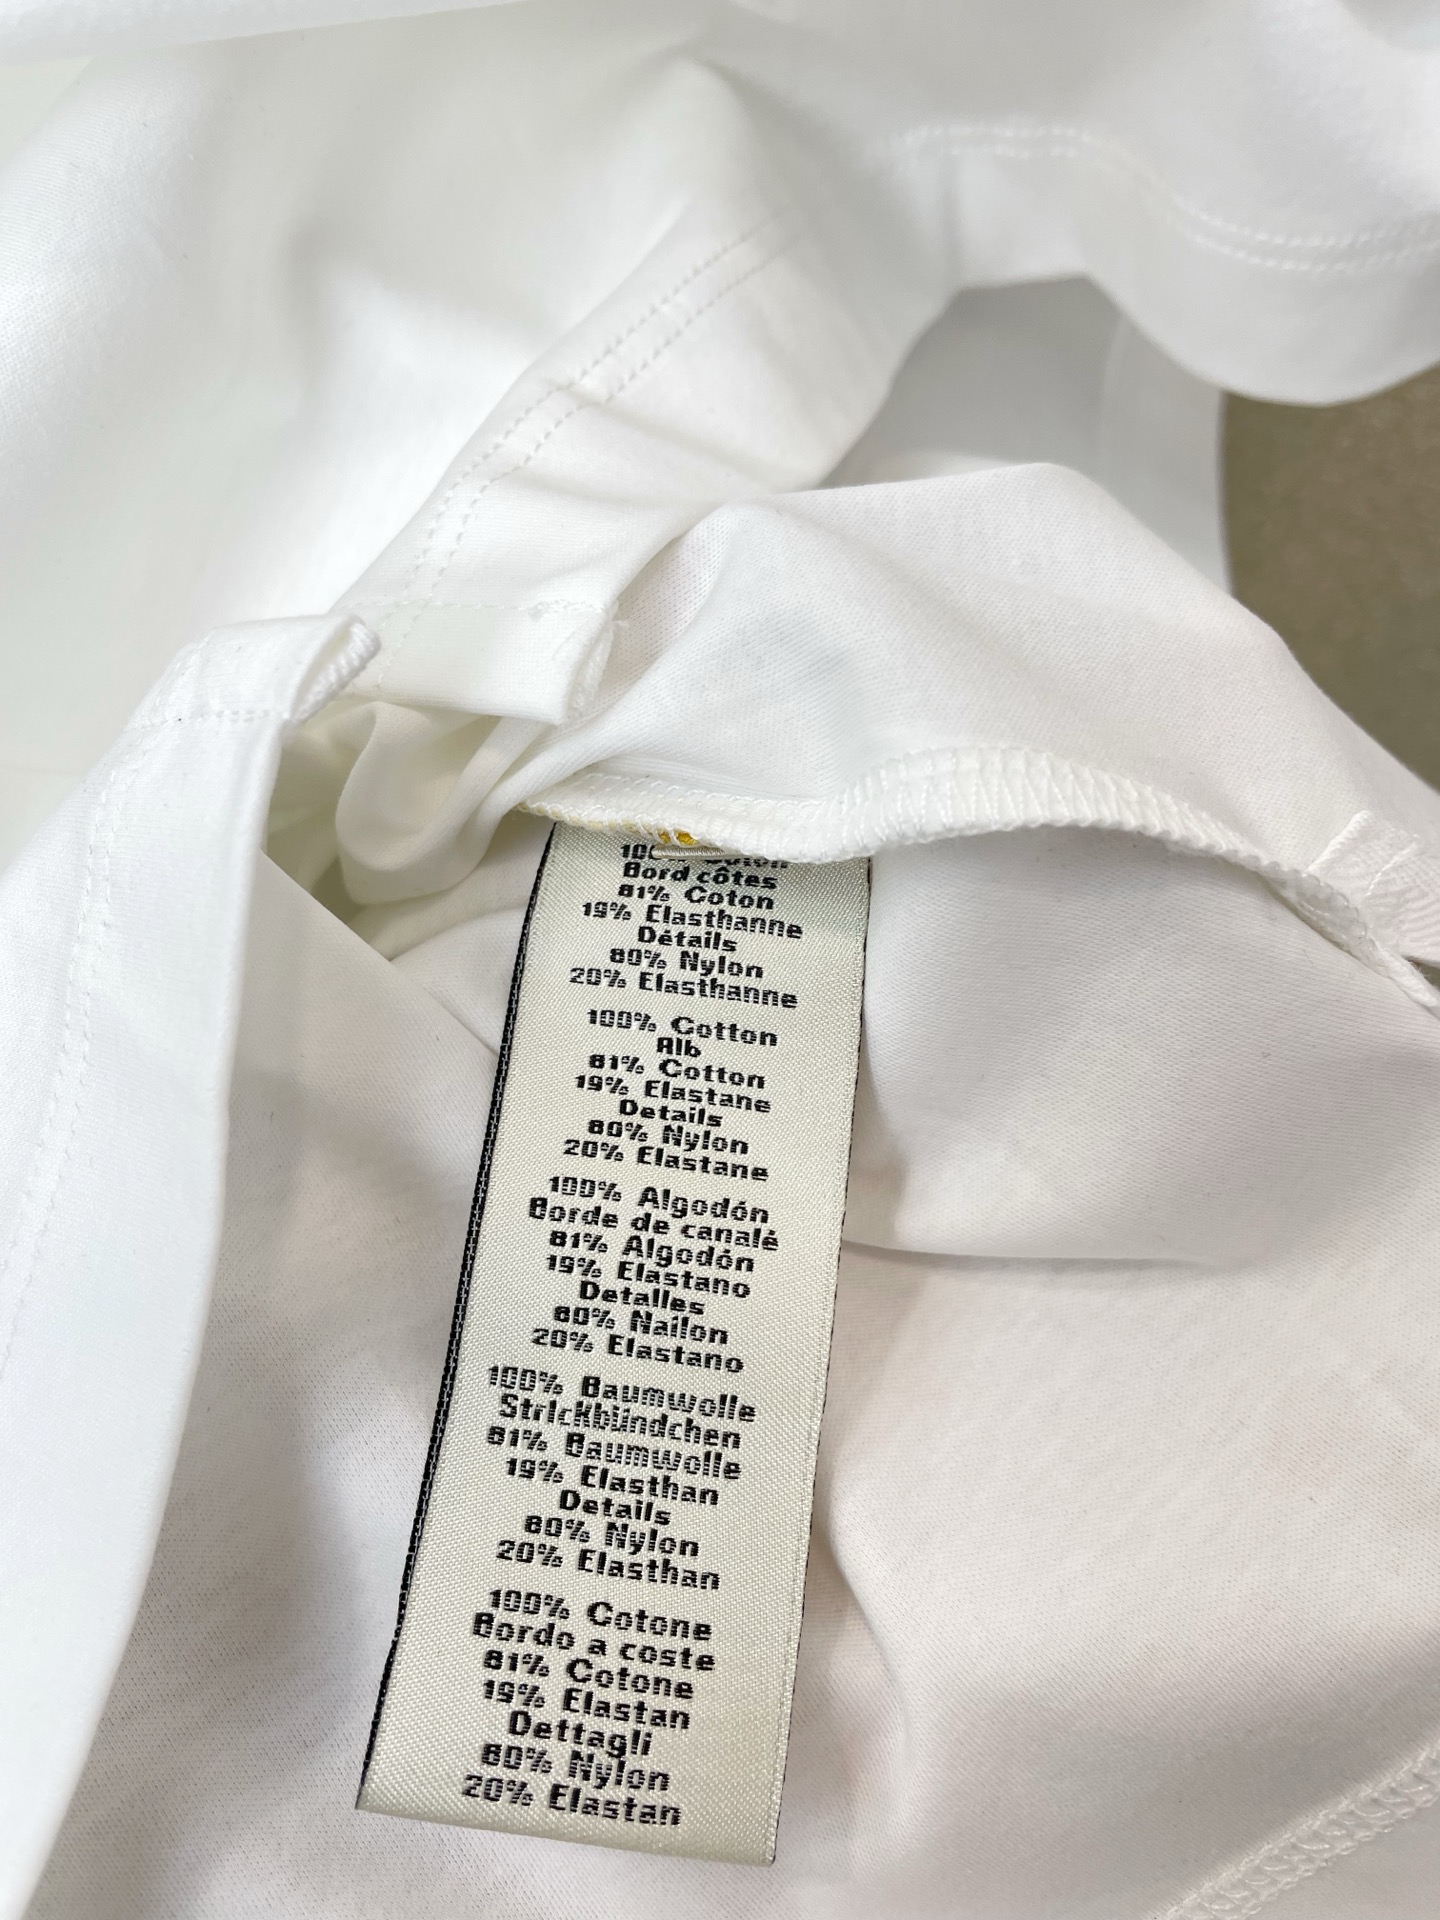 Bord côtes
81% Coton
19% Elasthanne
Détails
80% Nylon
20% Elasthanne
100% Cotton
Alb
81% Cotton
19% Elastane
Details
80% Nylon
20% Elastane
100% Algodón
Borde de canalé
81% Algodón
19% Elastano
Detalles
80% Nailon
20% Elastano
100% Baumwolle
Strickbündchen
81% Baumwolle
19% Elasthan
Details
80% Nylon
20% Elasthan
100% Cotone
Bordo a coste
81% Cotone
19% Elastan
Dettagli
80% Nylon
20% Elastan